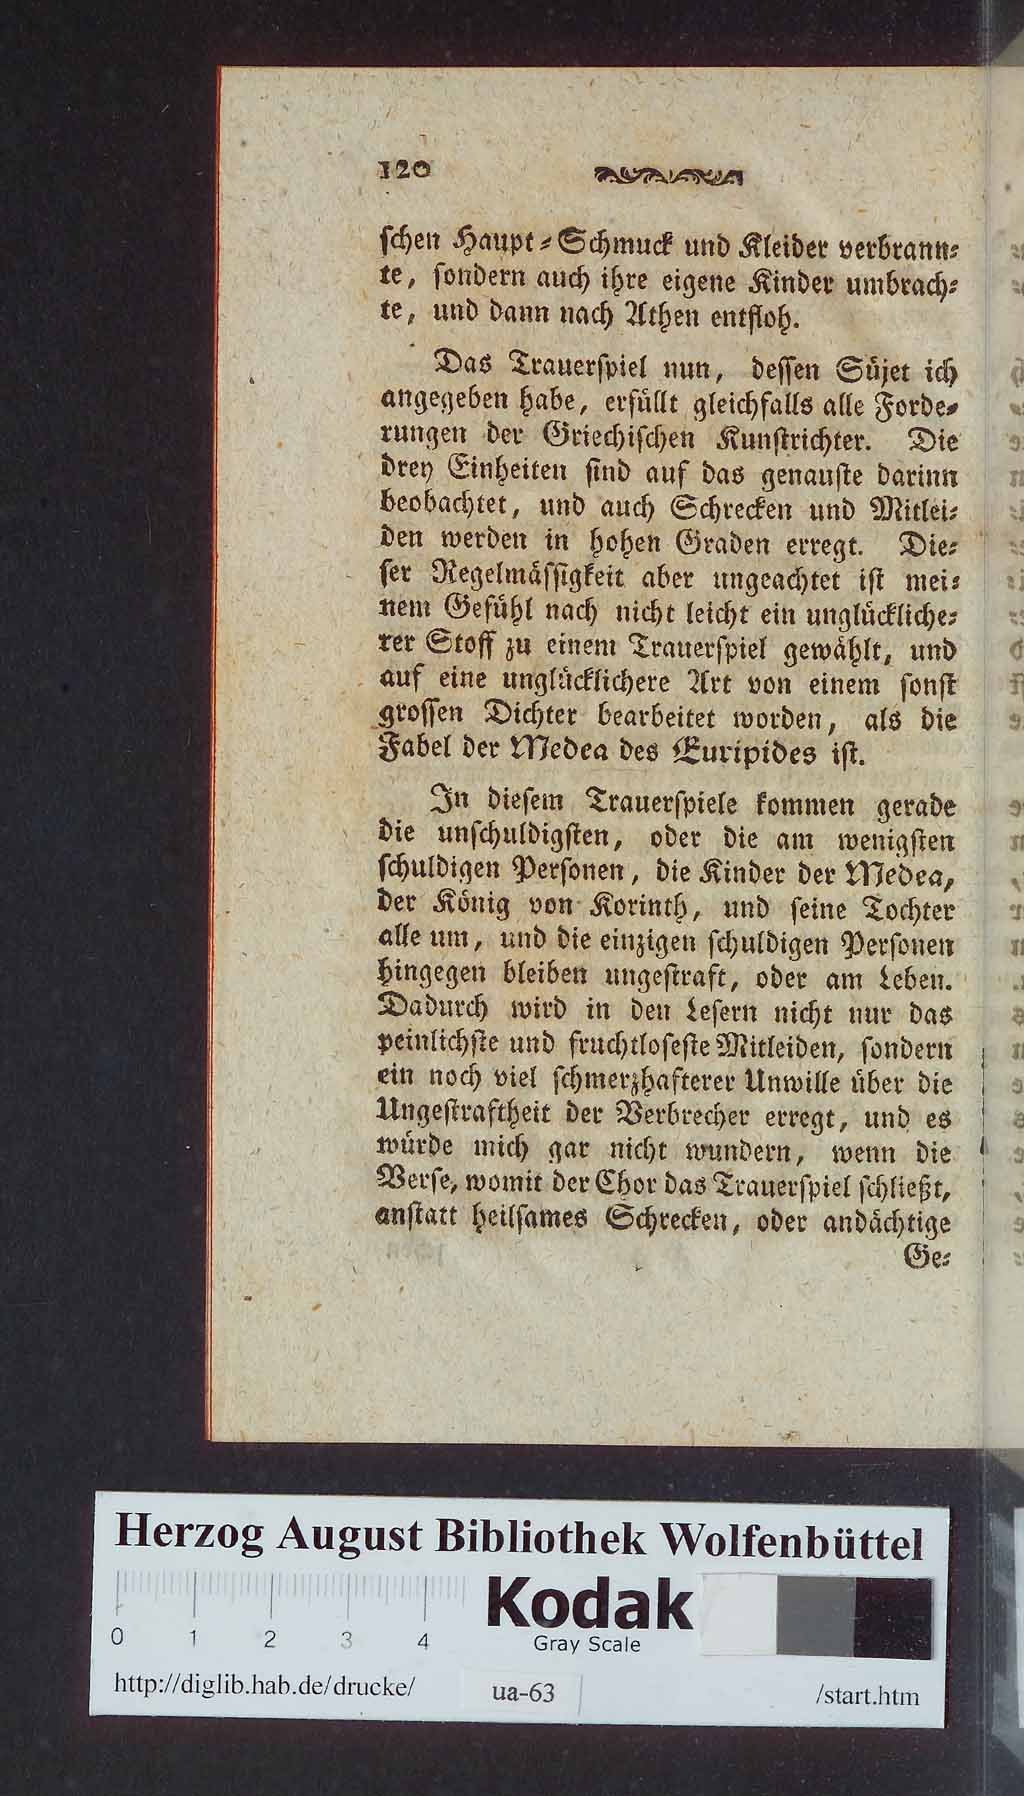 120
schen Haupt⸗Schmuck und Kleider verbrann⸗
te, sondern auch ihre eigene Kinder umbrach⸗
te, und dann nach Athen entfloh.
Das Trauerspiel nun, dessen Süjet ich
angegeben habe, erfüllt gleichfalls alle Forde⸗
rungen der Griechischen Kunstrichter. Die
drey Einheiten sind auf das genauste darinn
beobachtet, und auch Schrecken und Mitlei⸗
den werden in hohen Graden erregt. Die⸗
ser Regelmässigkeit aber ungeachtet ist mei⸗
nem Gefühl nach nicht leicht ein unglückliche⸗
rer Stoff zu einem Trauerspiel gewählt, und
auf eine unglücklichere Art von einem sonst
grossen Dichter bearbeitet worden, als die
Fabel der Medea des Euripides ist.
In diesem Trauerspiele kommen gerade
die unschuldigsten, oder die am wenigsten
schuldigen Personen, die Kinder der Medea,
der König von Korinth, und seine Tochter
alle um, und die einzigen schuldigen Personen
hingegen bleiben ungestraft, oder am Leben.
Dadurch wird in den Lesern nicht nur das
peinlichste und fruchtloseste Mitleiden, sondern
ein noch viel schmerzhafterer Unwille über die
Ungestraftheit der Verbrecher erregt, und es
würde mich gar nicht wundern, wenn die
Verse, womit der Chor das Trauerspiel schließt,
anstatt heilsames Schrecken, oder andächtige
Ge⸗
Herzog August Bibliothek Wolfenbüttel
0 1 2 3 4
Kodak
Gray Scale
http://diglib.hab.de/drucke/ ua-63 /start.htm